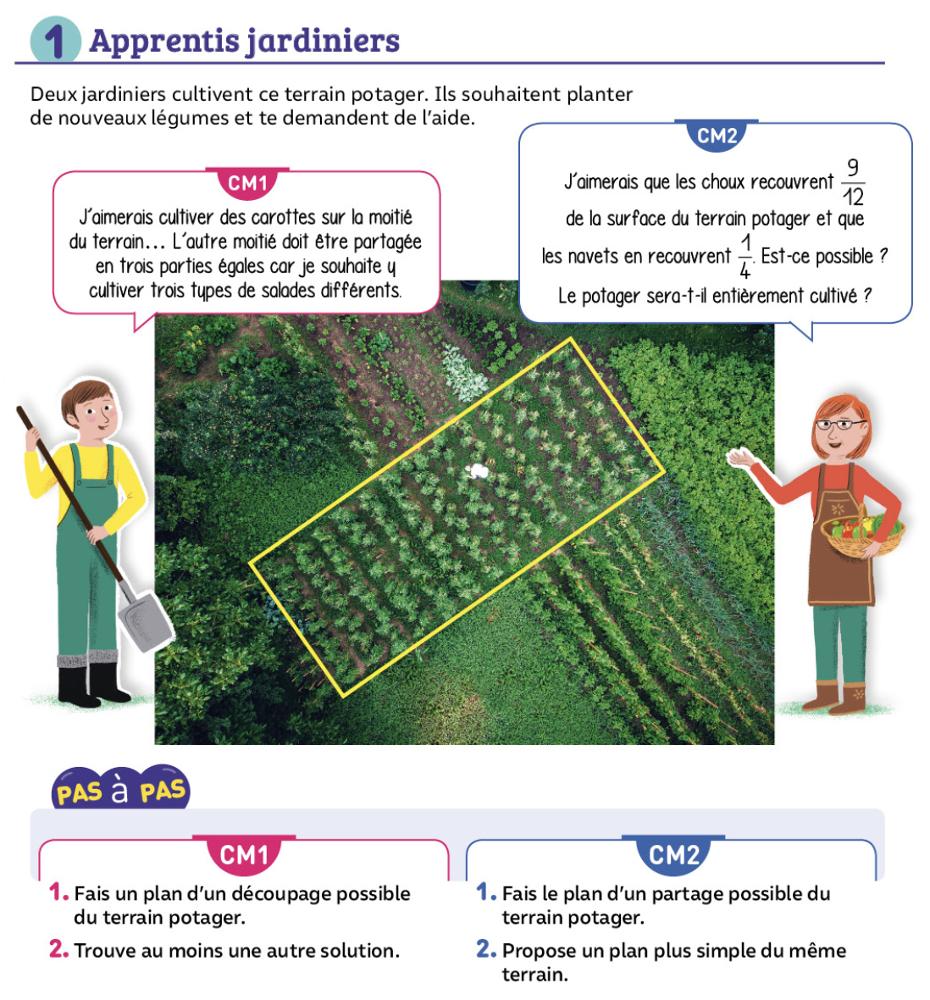 1 Apprentis jardiniers
Deux jardiniers cultivent ce terrain potager. Ils souhaitent planter
de nouveaux légumes et te demandent de l'aide.
CM1
J'aimerais cultiver des carottes sur la moitié
du terrain... L'autre moitié doit être partagée
en trois parties égales car je souhaite y
cultiver trois types de salades différents.
CM2
J'aimerais que les choux recouvrent 9/12
de la surface du terrain potager et que
les navets en recouvrent 1/4. Est-ce possible ?
Le potager sera-t-il entièrement cultivé ?
PAS à PAS
CM1
1. Fais un plan d'un découpage possible
du terrain potager.
2. Trouve au moins une autre solution.
CM2
1. Fais le plan d'un partage possible du
terrain potager.
2. Propose un plan plus simple du même
terrain.